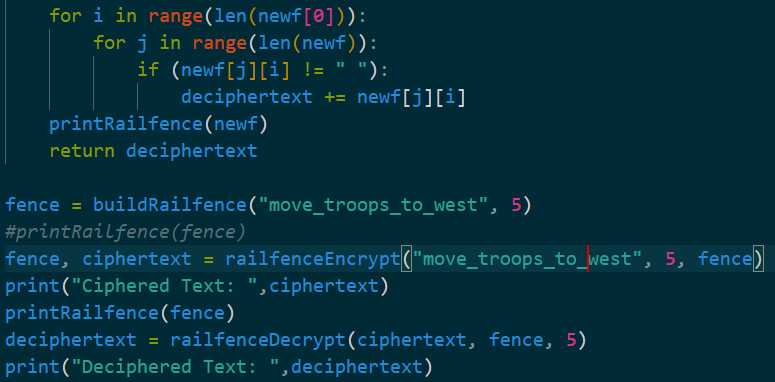 for i in range(len(newf[0])):
        for j in range(len(newf)):
            if (newf[j][i] != " "):
                deciphertext += newf[j][i]
    printRailfence(newf)
    return deciphertext

fence = buildRailfence("move_troops_to_west", 5)
#printRailfence(fence)
fence, ciphertext = railfenceEncrypt("move_troops_to_west", 5, fence)
print("Ciphered Text: ",ciphertext)
printRailfence(fence)
deciphertext = railfenceDecrypt(ciphertext, fence, 5)
print("Deciphered Text: ",deciphertext)